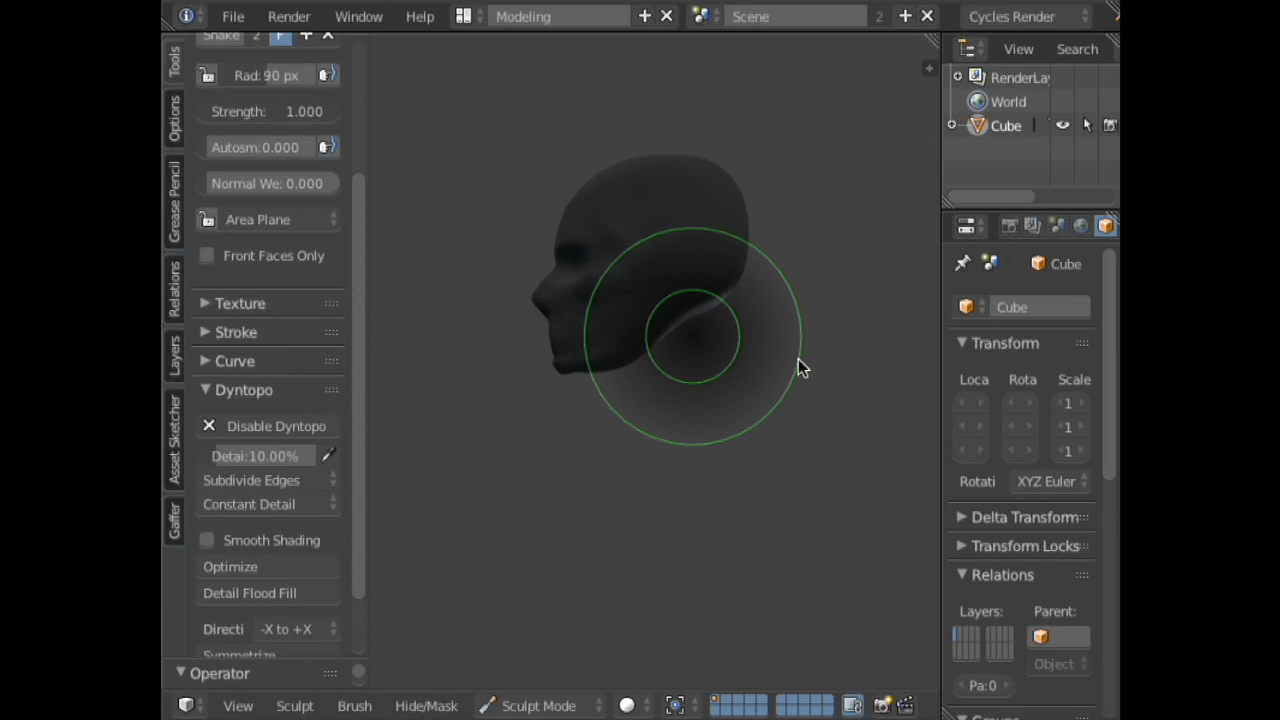 File Render Window Help Modeling Scene 2 Cycles Render
Snake 2 F
Rad: 90 px
Strength: 1.000
Autosm:0.000
Normal We: 0.000
Area Plane
Front Faces Only
Texture
Stroke
Curve
Dyntopo
Disable Dyntopo
Detai:10.00%
Subdivide Edges
Constant Detail
Smooth Shading
Optimize
Detail Flood Fill
Directi -X to +X
Symmetrize
Operator
Tools
Options
Grease Pencil
Relations
Layers
Asset Sketcher
Gaffer
View Sculpt Brush Hide/Mask Sculpt Mode
View Search
RenderLay
World
Cube
Cube
Cube
Transform
Loca Rota Scale
1
1
1
Rotati XYZ Euler
Delta Transform
Transform Locks
Relations
Layers: Parent:
Object
Pa:0